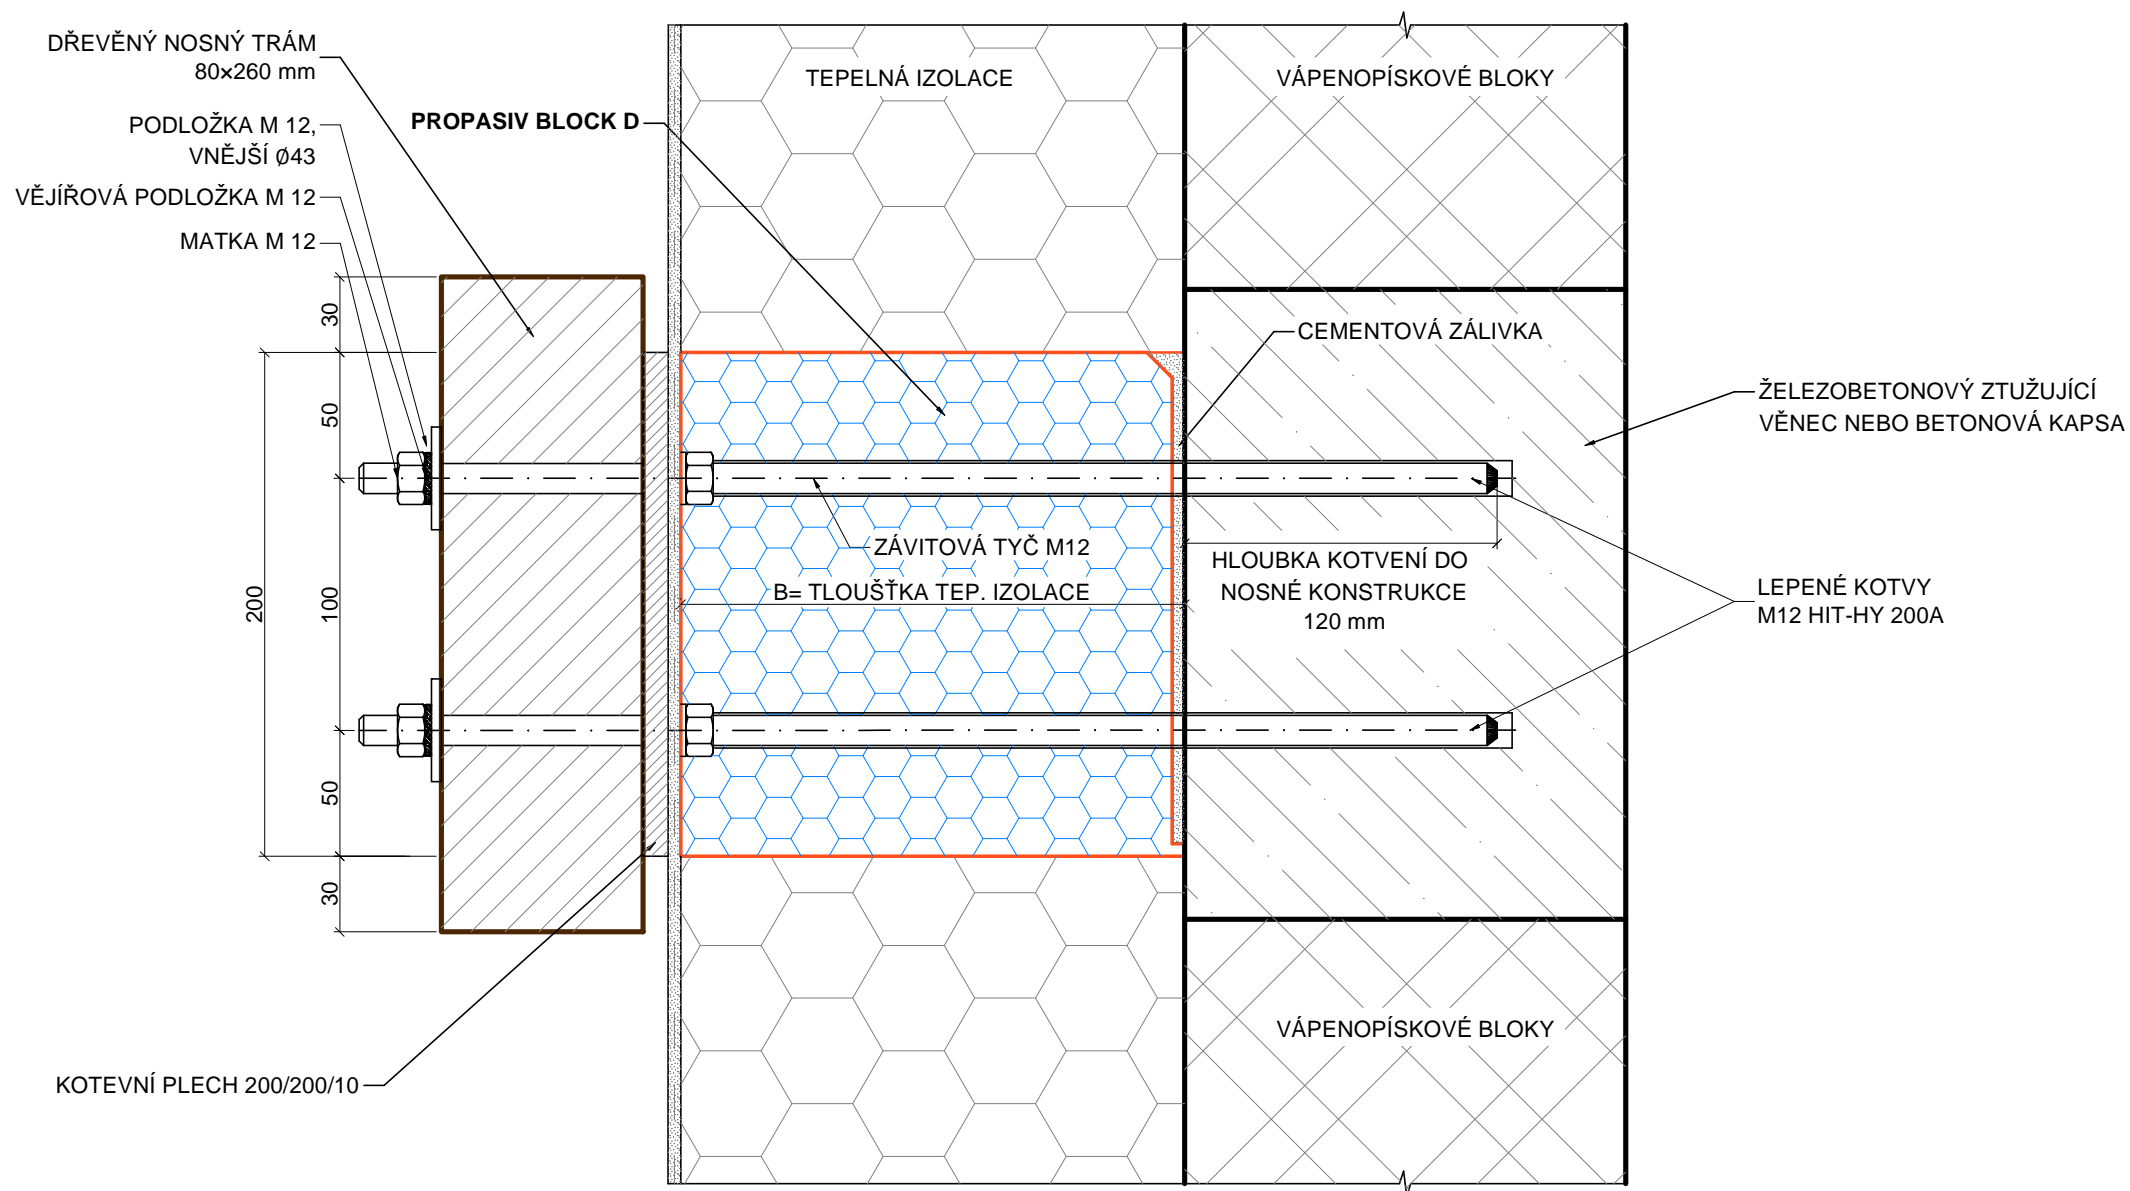 DŘEVĚNÝ NOSNÝ TRÁM
80×260 mm
PODLOŽKA M 12,
VNĚJŠÍ Ø43
VĚJÍŘOVÁ PODLOŽKA M 12
MATKA M 12
PROPASIV BLOCK D
TEPELNÁ IZOLACE
VÁPENOPÍSKOVÉ BLOKY
CEMENTOVÁ ZÁLIVKA
ŽELEZOBETONOVÝ ZTUŽUJÍCÍ
VĚNEC NEBO BETONOVÁ KAPSA
30
50
100
200
50
30
ZÁVITOVÁ TYČ M12
B= TLOUŠŤKA TEP. IZOLACE
HLOUBKA KOTVENÍ DO
NOSNÉ KONSTRUKCE
120 mm
LEPENÉ KOTVY
M12 HIT-HY 200A
VÁPENOPÍSKOVÉ BLOKY
KOTEVNÍ PLECH 200/200/10